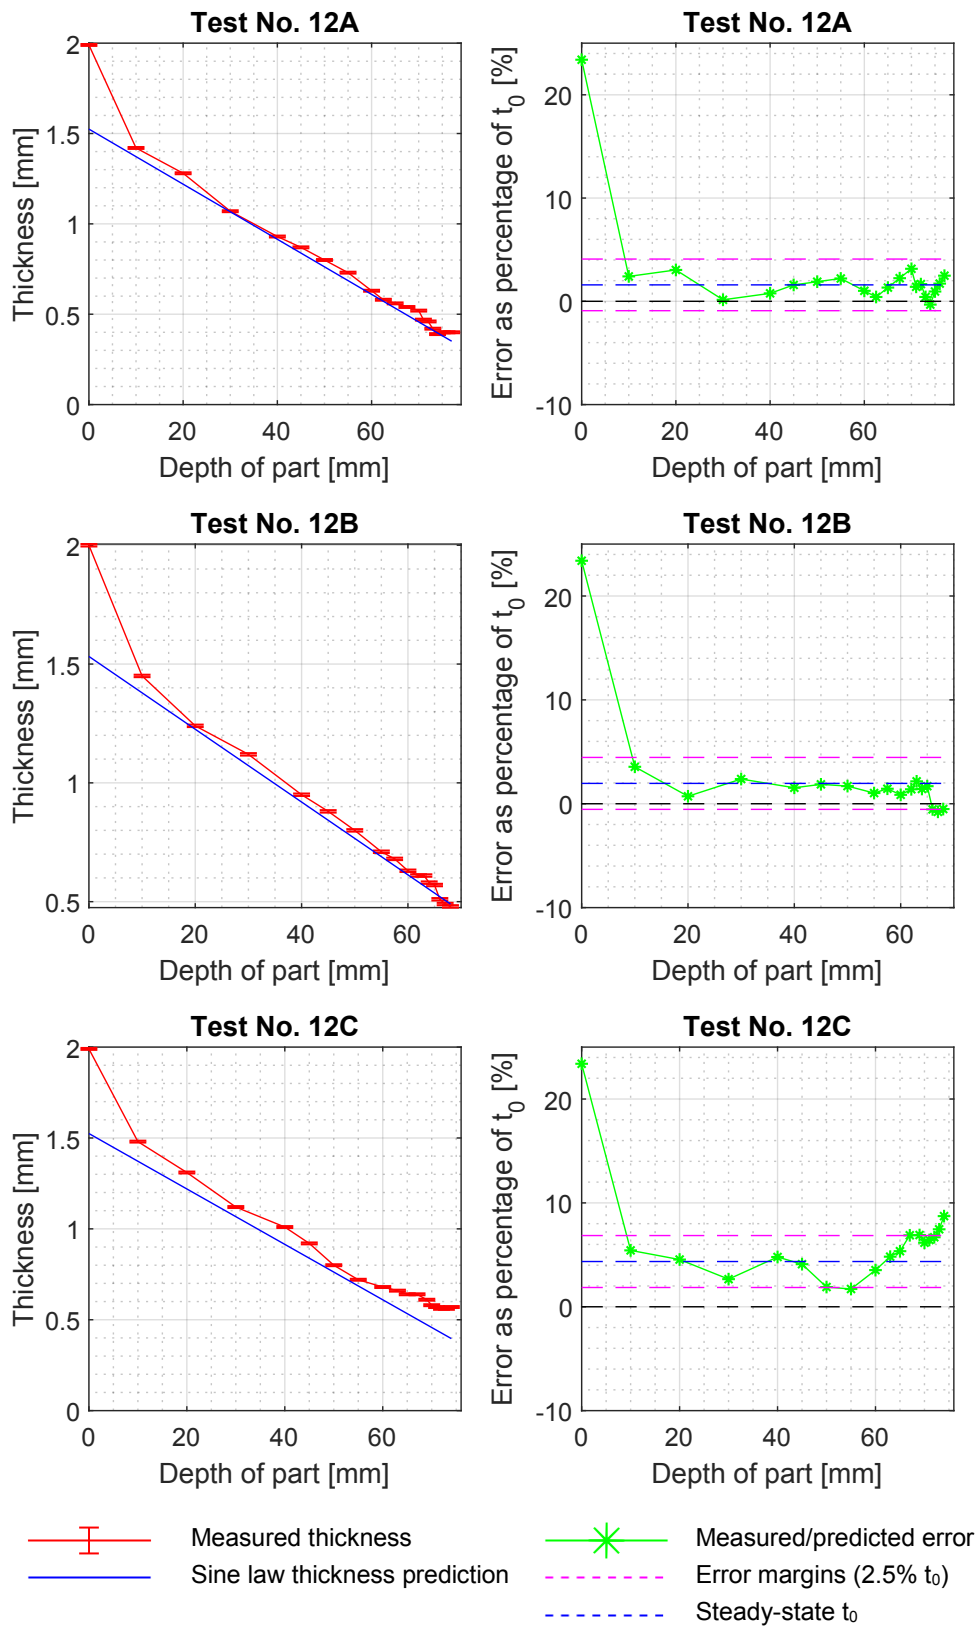 Test No. 12A
Thickness [mm]
2
1.5
1
0.5
0
0 20 40 60
Depth of part [mm]
Test No. 12A
Error as percentage of t0 [%]
20
10
0
-10
0 20 40 60
Depth of part [mm]
Test No. 12B
Thickness [mm]
2
1.5
1
0.5
0 20 40 60
Depth of part [mm]
Test No. 12B
Error as percentage of t0 [%]
20
10
0
-10
0 20 40 60
Depth of part [mm]
Test No. 12C
Thickness [mm]
2
1.5
1
0.5
0
0 20 40 60
Depth of part [mm]
Test No. 12C
Error as percentage of t0 [%]
20
10
0
-10
0 20 40 60
Depth of part [mm]
Measured thickness
Sine law thickness prediction
Measured/predicted error
Error margins (2.5% t0)
Steady-state t0